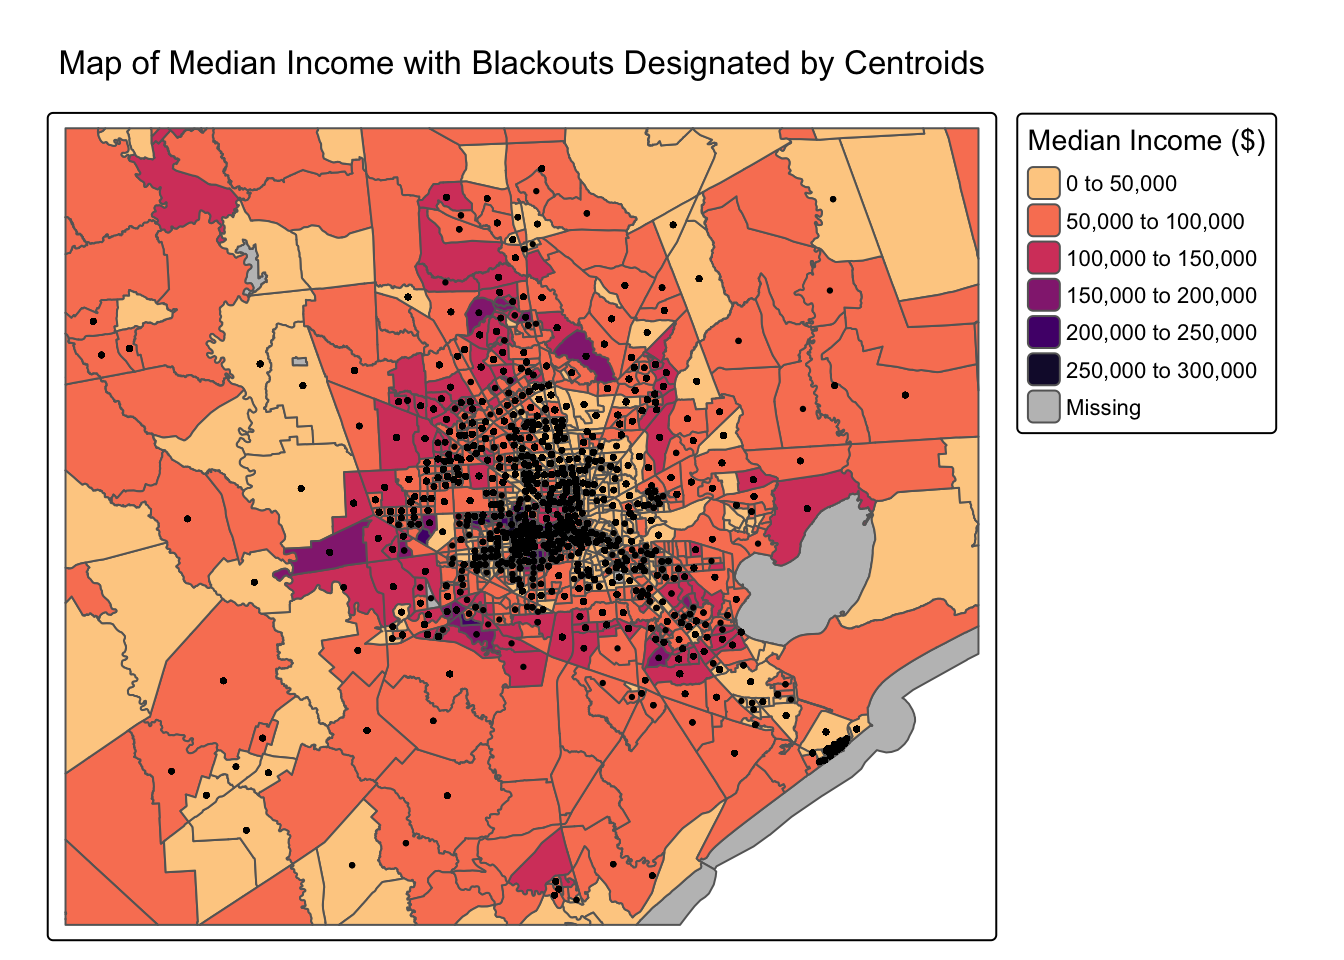 Map of Median Income with Blackouts Designated by Centroids
Median Income ($)
0 to 50,000
50,000 to 100,000
100,000 to 150,000
150,000 to 200,000
200,000 to 250,000
250,000 to 300,000
Missing